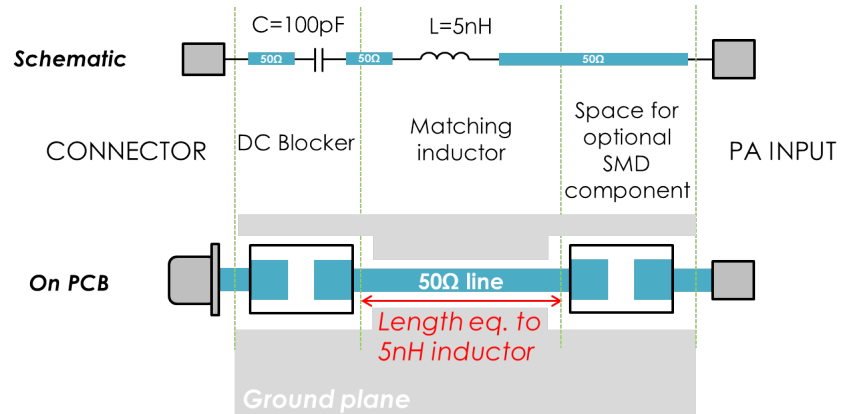 C=100pF
L=5nH
Schematic
50Ω
50Ω
50Ω
CONNECTOR
DC Blocker
Matching
inductor
Space for
optional
SMD
component
PA INPUT
On PCB
50Ω line
Length eq. to
5nH inductor
Ground plane